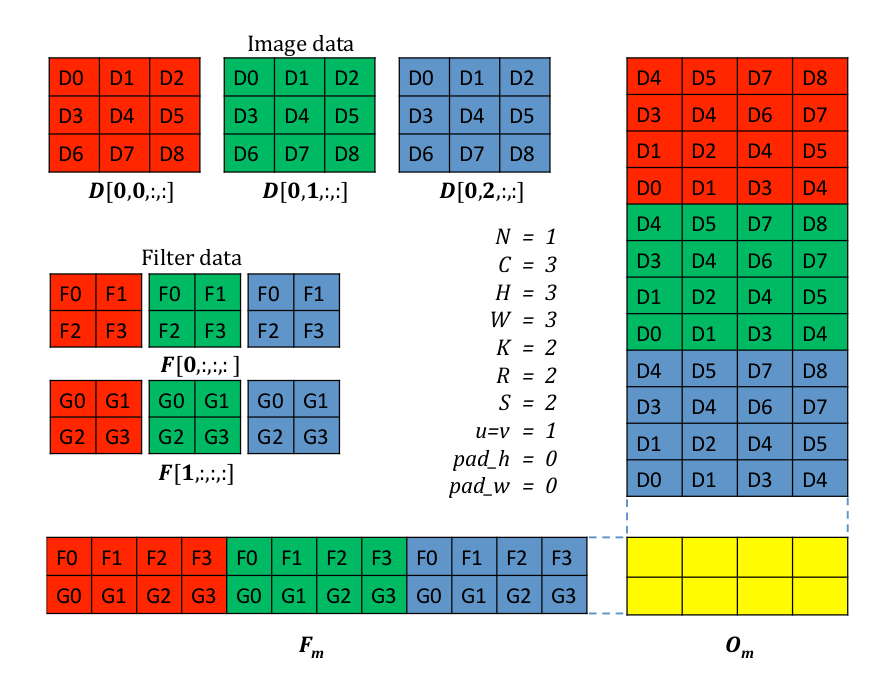 Image data
D0 D1 D2 D0 D1 D2 D0 D1 D2
D3 D4 D5 D3 D4 D5 D3 D4 D5
D6 D7 D8 D6 D7 D8 D6 D7 D8
D[0,0,:,:] D[0,1,:,:] D[0,2,:,:]
Filter data
F0 F1 F0 F1 F0 F1
F2 F3 F2 F3 F2 F3
F[0,:,:,: ]
G0 G1 G0 G1 G0 G1
G2 G3 G2 G3 G2 G3
F[1,:,:,:]
N = 1
C = 3
H = 3
W = 3
K = 2
R = 2
S = 2
u=v = 1
pad_h = 0
pad_w = 0
D4 D5 D7 D8
D3 D4 D6 D7
D1 D2 D4 D5
D0 D1 D3 D4
D4 D5 D7 D8
D3 D4 D6 D7
D1 D2 D4 D5
D0 D1 D3 D4
D4 D5 D7 D8
D3 D4 D6 D7
D1 D2 D4 D5
D0 D1 D3 D4
F0 F1 F2 F3 F0 F1 F2 F3 F0 F1 F2 F3
G0 G1 G2 G3 G0 G1 G2 G3 G0 G1 G2 G3
Fm
Om